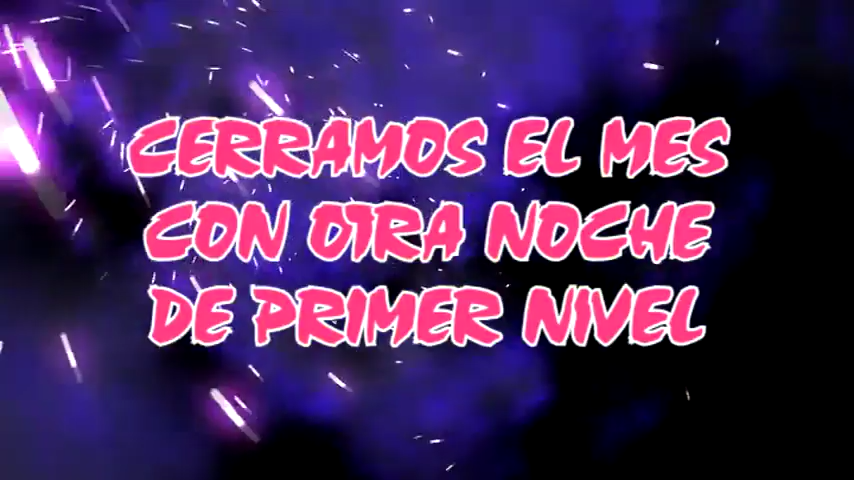 CERRAMOS EL MES
CON OTRA NOCHE
DE PRIMER NIVEL